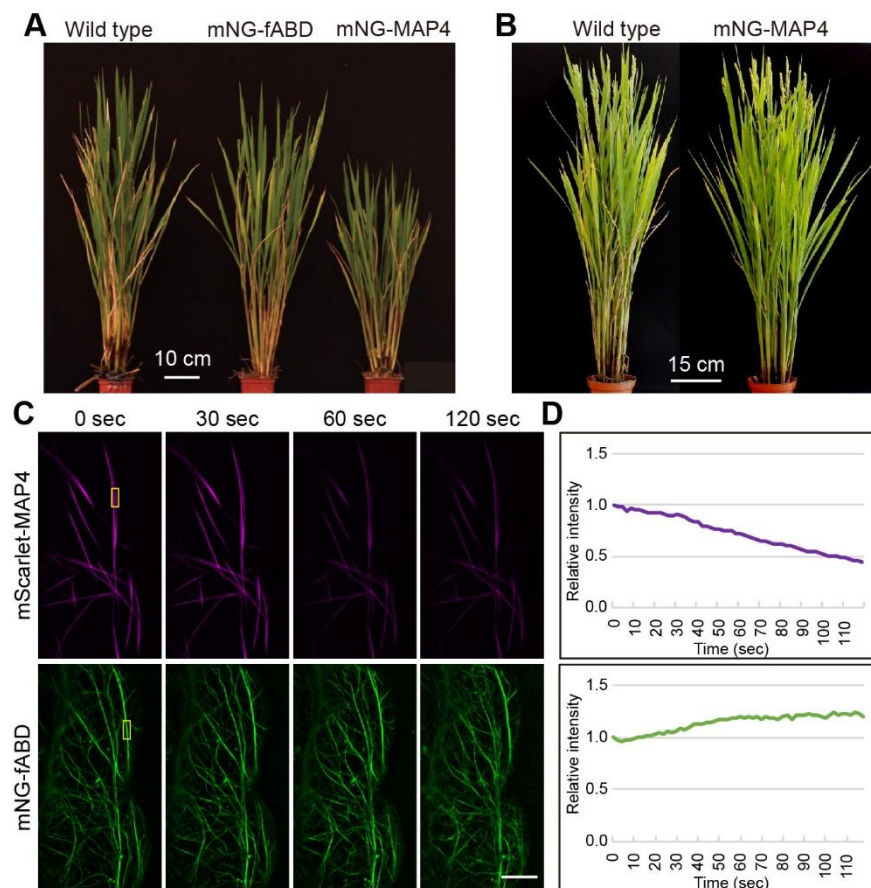 A
Wild type mNG-fABD mNG-MAP4
10 cm
B
Wild type mNG-MAP4
15 cm
C
0 sec 30 sec 60 sec 120 sec
mScarlet-MAP4
mNG-fABD
D
1.5
1.0
0.5
0.0
Relative intensity
0 10 20 30 40 50 60 70 80 90 100 110
Time (sec)
1.5
1.0
0.5
0.0
Relative intensity
0 10 20 30 40 50 60 70 80 90 100 110
Time (sec)